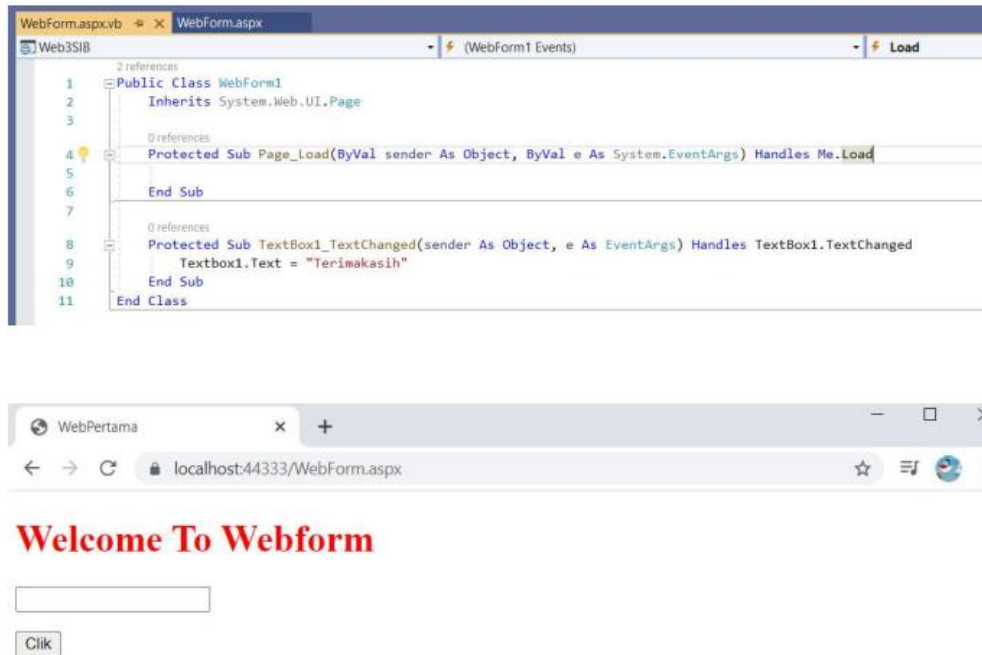 WebForm.aspx.vb WebForm.aspx
Web3SIB (WebForm1 Events) Load
2 references
1 Public Class WebForm1
2 Inherits System.Web.UI.Page
3
0 references
4 Protected Sub Page_Load(ByVal sender As Object, ByVal e As System.EventArgs) Handles Me.Load
5
6 End Sub
7
0 references
8 Protected Sub TextBox1_TextChanged(sender As Object, e As EventArgs) Handles TextBox1.TextChanged
9 Textbox1.Text = "Terimakasih"
10 End Sub
11 End Class
WebPertama
localhost:44333/WebForm.aspx
Welcome To Webform
Clik